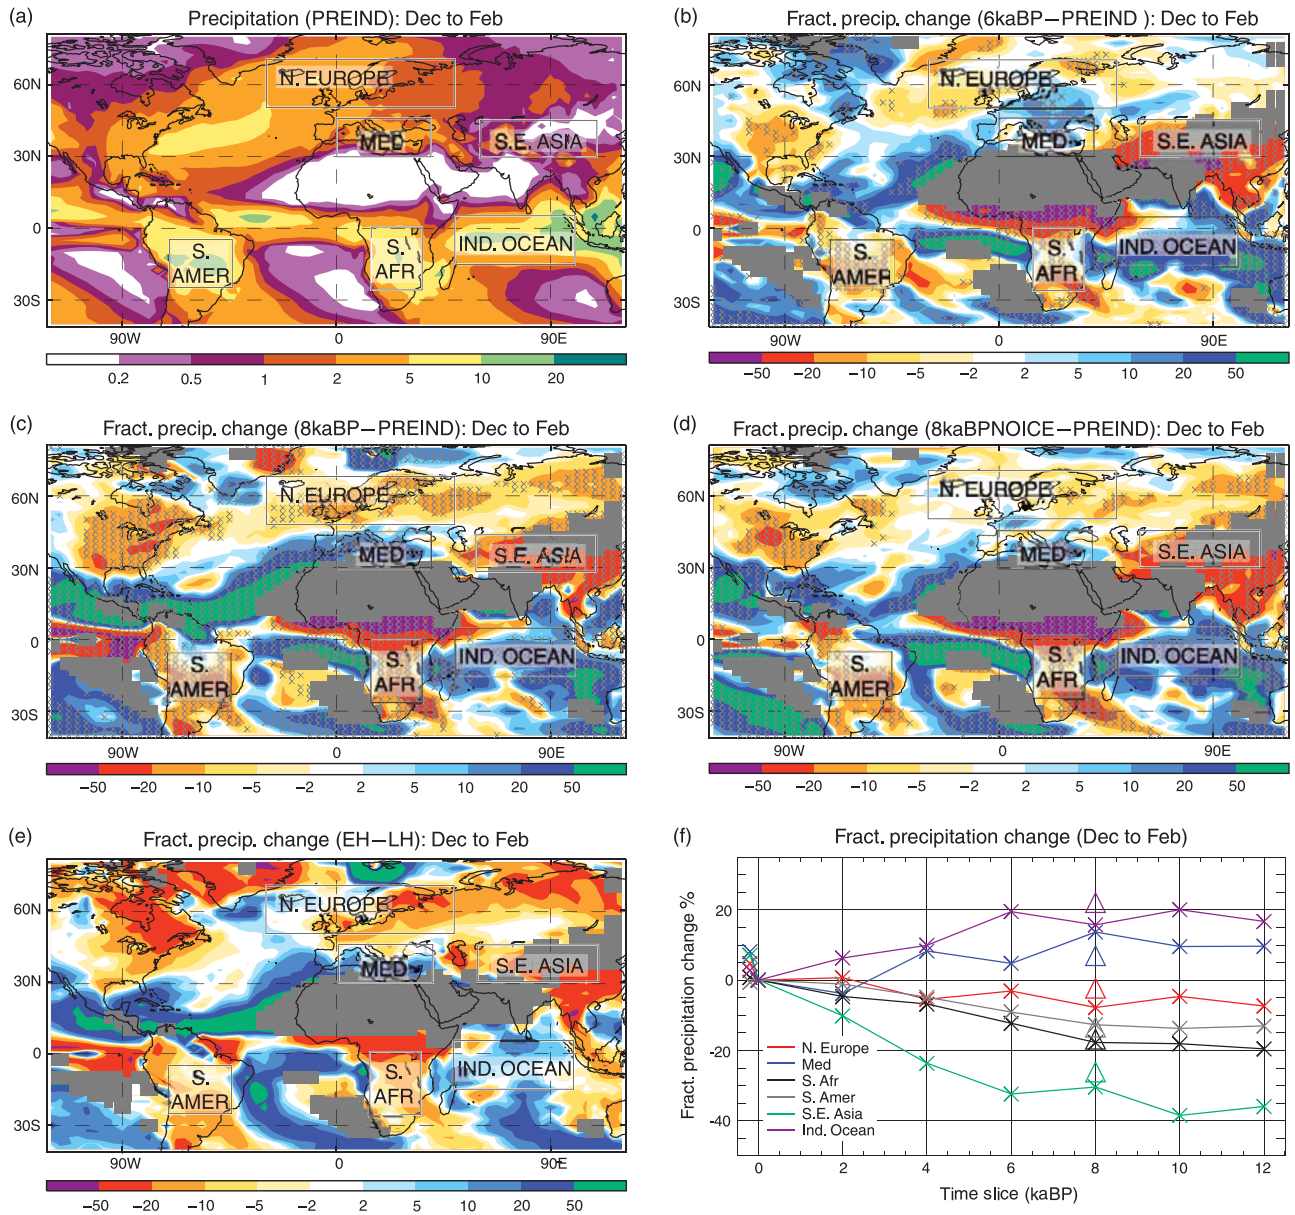 (a)
Precipitation (PREIND): Dec to Feb
60N
30N
0
30S
90W
0
90E
N. EUROPE
MED
S.E. ASIA
IND. OCEAN
S.
AMER
S.
AFR
0.2 0.5 1 2 5 10 20
(b)
Fract. precip. change (6kaBP−PREIND ): Dec to Feb
60N
30N
0
30S
90W
0
90E
N. EUROPE
MED
S.E. ASIA
IND. OCEAN
S.
AMER
S.
AFR
−50 −20 −10 −5 −2 2 5 10 20 50
(c)
Fract. precip. change (8kaBP−PREIND): Dec to Feb
60N
30N
0
30S
90W
0
90E
N. EUROPE
MED
S.E. ASIA
IND. OCEAN
S.
AMER
S.
AFR
−50 −20 −10 −5 −2 2 5 10 20 50
(d)
Fract. precip. change (8kaBPNOICE−PREIND): Dec to Feb
60N
30N
0
30S
90W
0
90E
N. EUROPE
MED
S.E. ASIA
IND. OCEAN
S.
AMER
S.
AFR
−50 −20 −10 −5 −2 2 5 10 20 50
(e)
Fract. precip. change (EH−LH): Dec to Feb
60N
30N
0
30S
90W
0
90E
N. EUROPE
MED
S.E. ASIA
IND. OCEAN
S.
AMER
S.
AFR
−50 −20 −10 −5 −2 2 5 10 20 50
(f)
Fract. precipitation change (Dec to Feb)
Fract. precipitation change %
20
0
−20
−40
N. Europe
Med
S. Afr
S. Amer
S.E. Asia
Ind. Ocean
0 2 4 6 8 10 12
Time slice (kaBP)